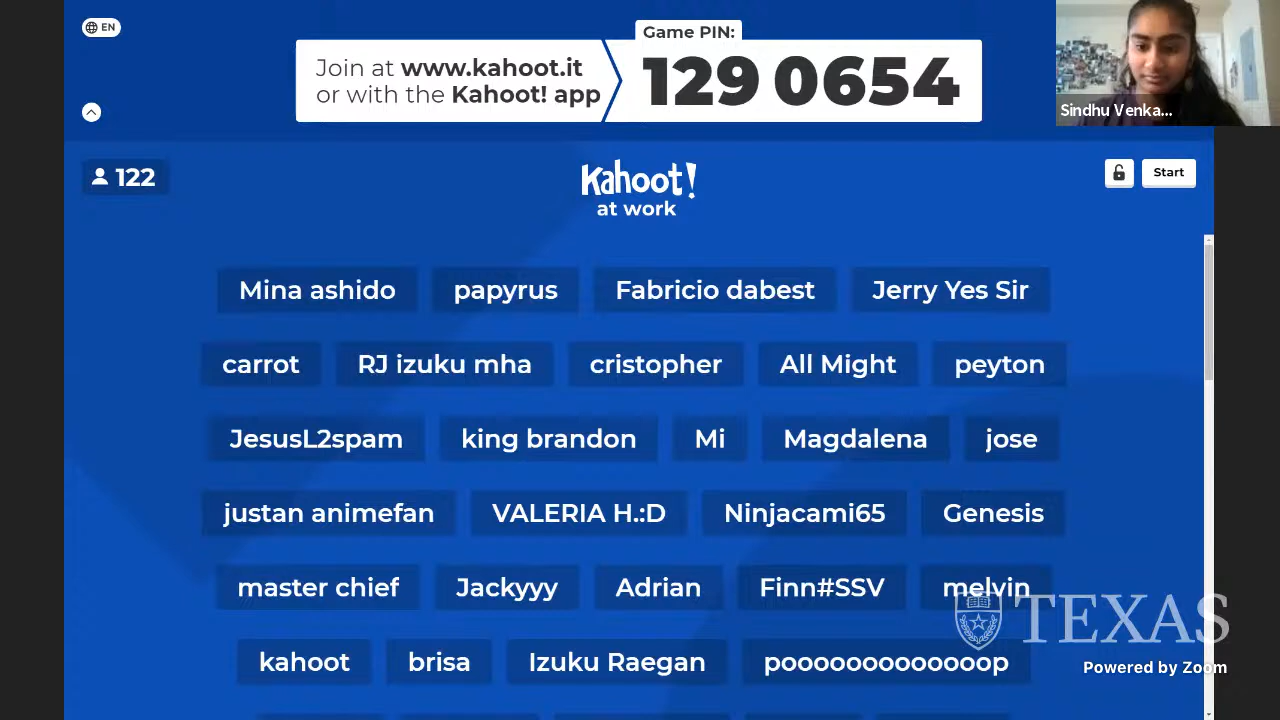 EN
Game PIN:
Join at www.kahoot.it
or with the Kahoot! app
129 0654
Sindhu Venka...
122
Kahoot!
at work
Start
Mina ashido papyrus Fabricio dabest Jerry Yes Sir
carrot RJ izuku mha cristopher All Might peyton
JesusL2spam king brandon Mi Magdalena jose
justan animefan VALERIA H.:D Ninjacami65 Genesis
master chief Jackyyy Adrian Finn#SSV melvin
kahoot brisa Izuku Raegan pooooooooooooop
TEXAS
Powered by Zoom